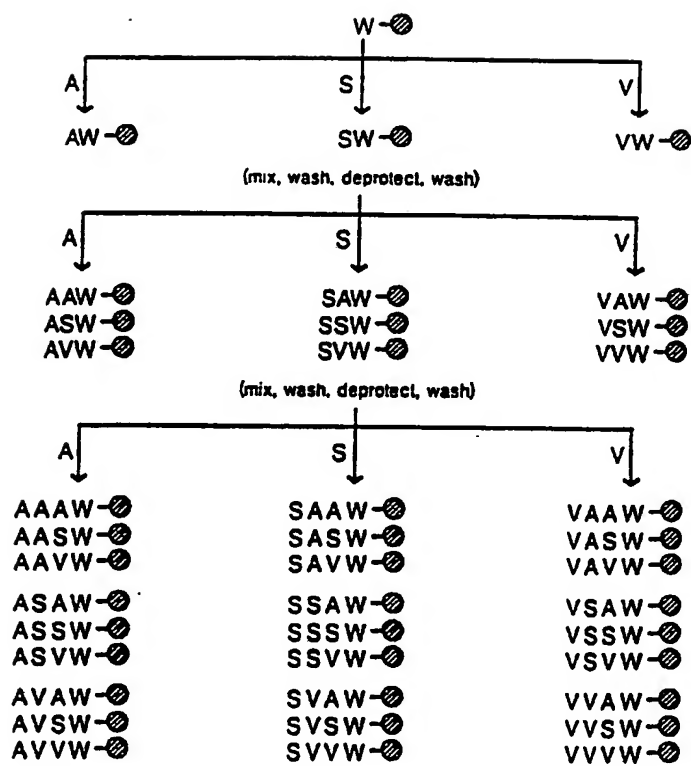 W
A S V
AW SW VW
(mix, wash, deprotect, wash)
A S V
AAW SAW VAW
ASW SSW VSW
AVW SVW VVW
(mix, wash, deprotect, wash)
A S V
AAAW SAAW VAAW
AASW SASW VASW
AAVW SAVW VAVW
ASAW SSAW VSAW
ASSW SSSW VSSW
ASVW SSVW VSVW
AVAW SVAW VVAW
AVSW SVSW VVSW
AVVW SVVW VVVW